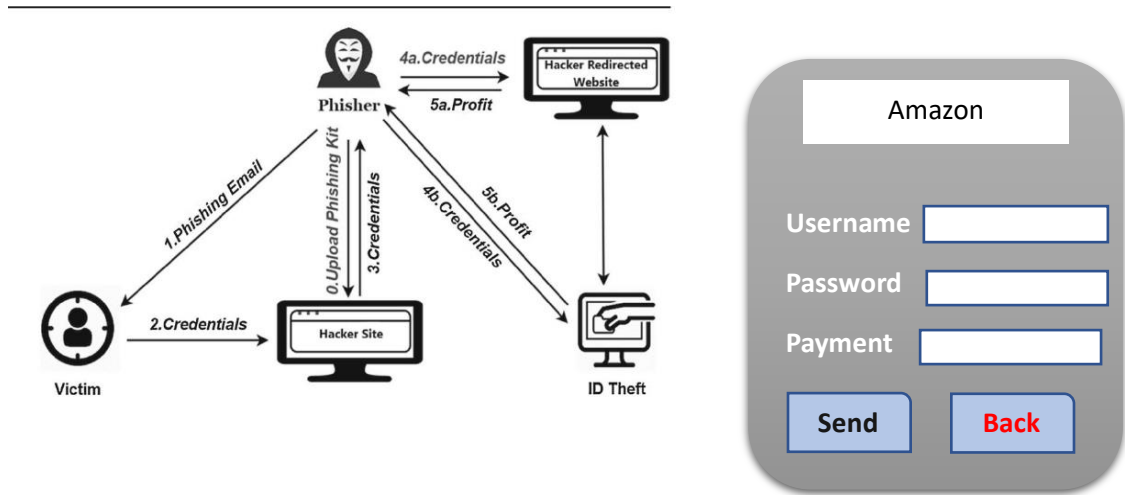 4a.Credentials
Hacker Redirected
Website
5a.Profit
Phisher
1.Phishing Email
0.Upload Phishing Kit
3.Credentials
5b.Profit
4b.Credentials
2.Credentials
Hacker Site
Victim
ID Theft
Amazon
Username
Password
Payment
Send
Back